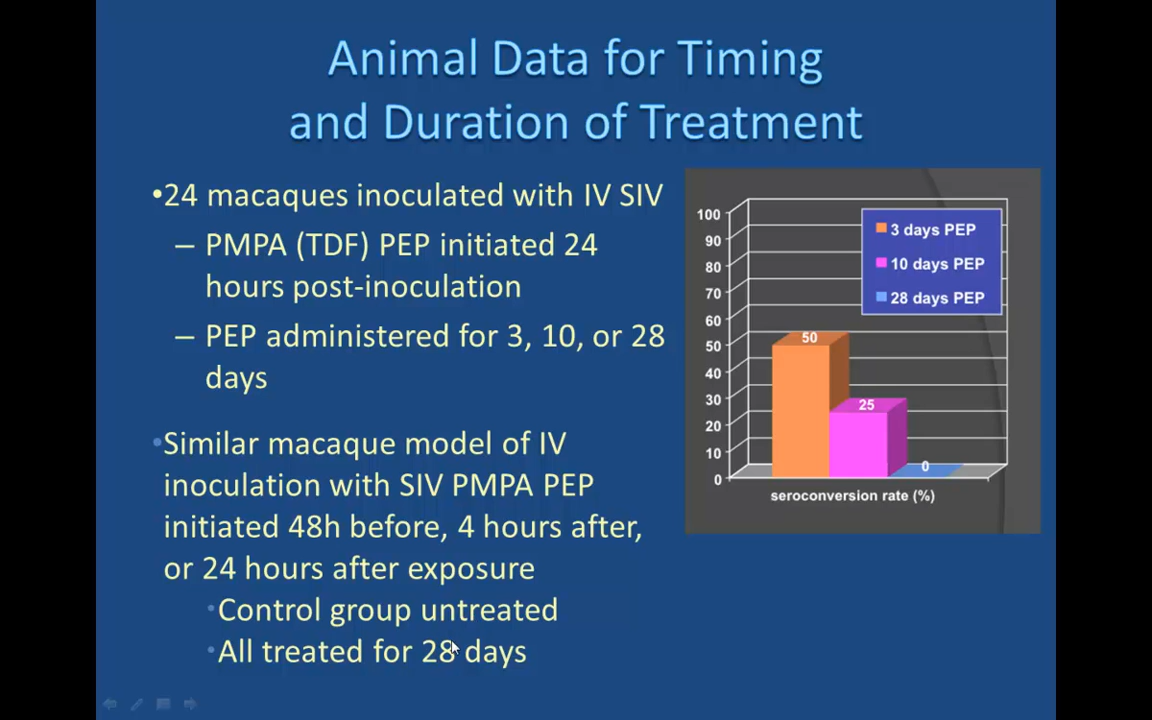 Animal Data for Timing
and Duration of Treatment
•24 macaques inoculated with IV SIV
– PMPA (TDF) PEP initiated 24
hours post-inoculation
– PEP administered for 3, 10, or 28
days
•Similar macaque model of IV
inoculation with SIV PMPA PEP
initiated 48h before, 4 hours after,
or 24 hours after exposure
•Control group untreated
•All treated for 28 days
100
90
80
70
60
50
40
30
20
10
0
3 days PEP
10 days PEP
28 days PEP
50
25
0
seroconversion rate (%)